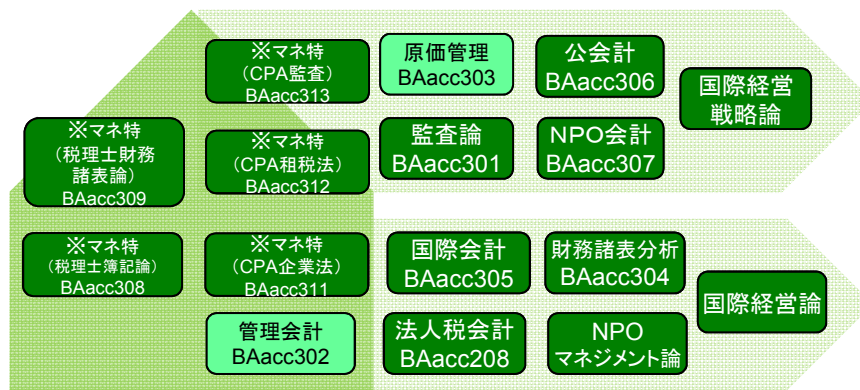 ※マネ特
（CPA監査）
BAacc313
原価管理
BAacc303
公会計
BAacc306
国際経営
戦略論
※マネ特
（税理士財務
諸表論）
BAacc309
※マネ特
（CPA租税法）
BAacc312
監査論
BAacc301
NPO会計
BAacc307
※マネ特
（税理士簿記論）
BAacc308
※マネ特
（CPA企業法）
BAacc311
国際会計
BAacc305
財務諸表分析
BAacc304
国際経営論
管理会計
BAacc302
法人税会計
BAacc208
NPO
マネジメント論